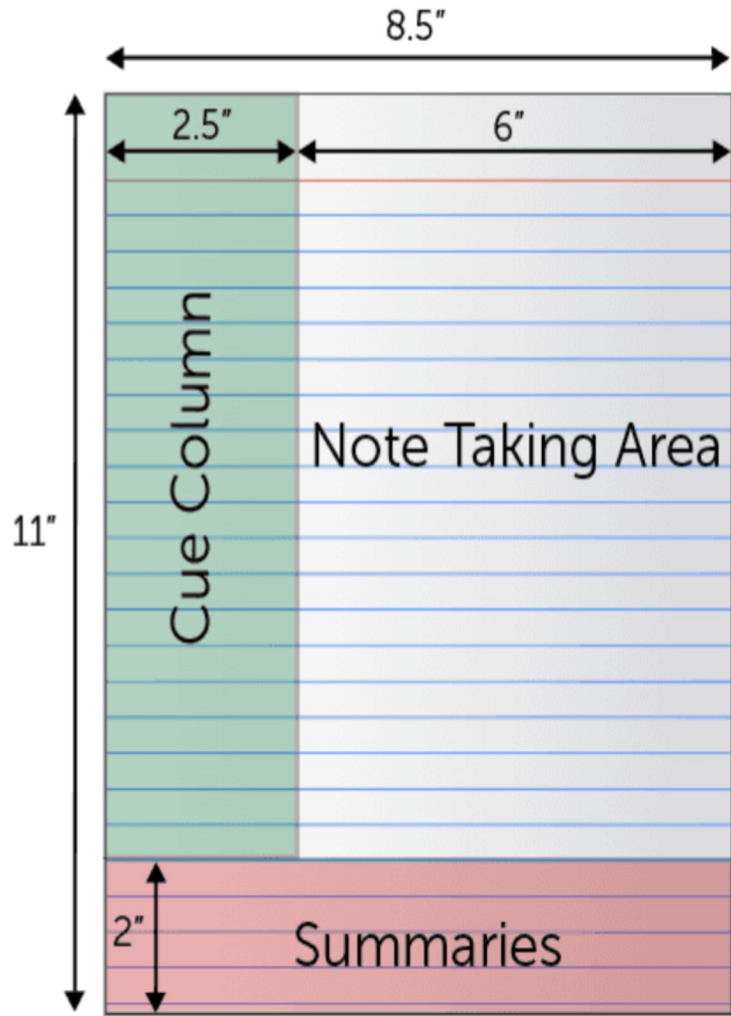 8.5″
2.5″
6″
Cue Column
Note Taking Area
11″
2″
Summaries